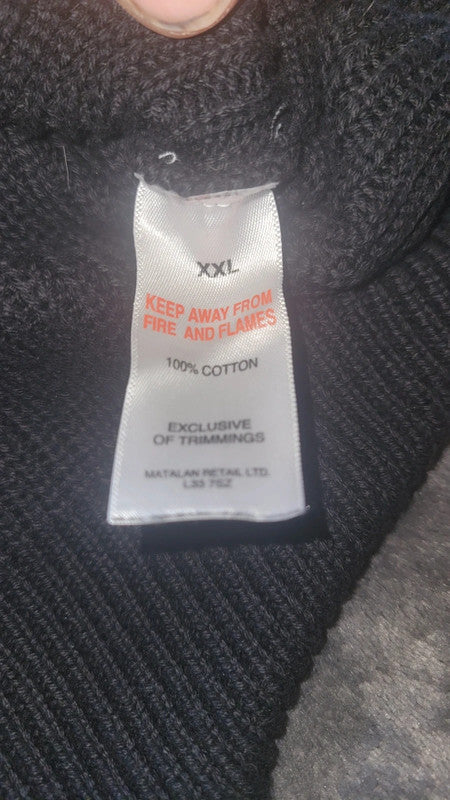 XXL
KEEP AWAY FROM
FIRE AND FLAMES
100% COTTON
EXCLUSIVE
OF TRIMMINGS
MATALAN RETAIL LTD.
L33 7SZ